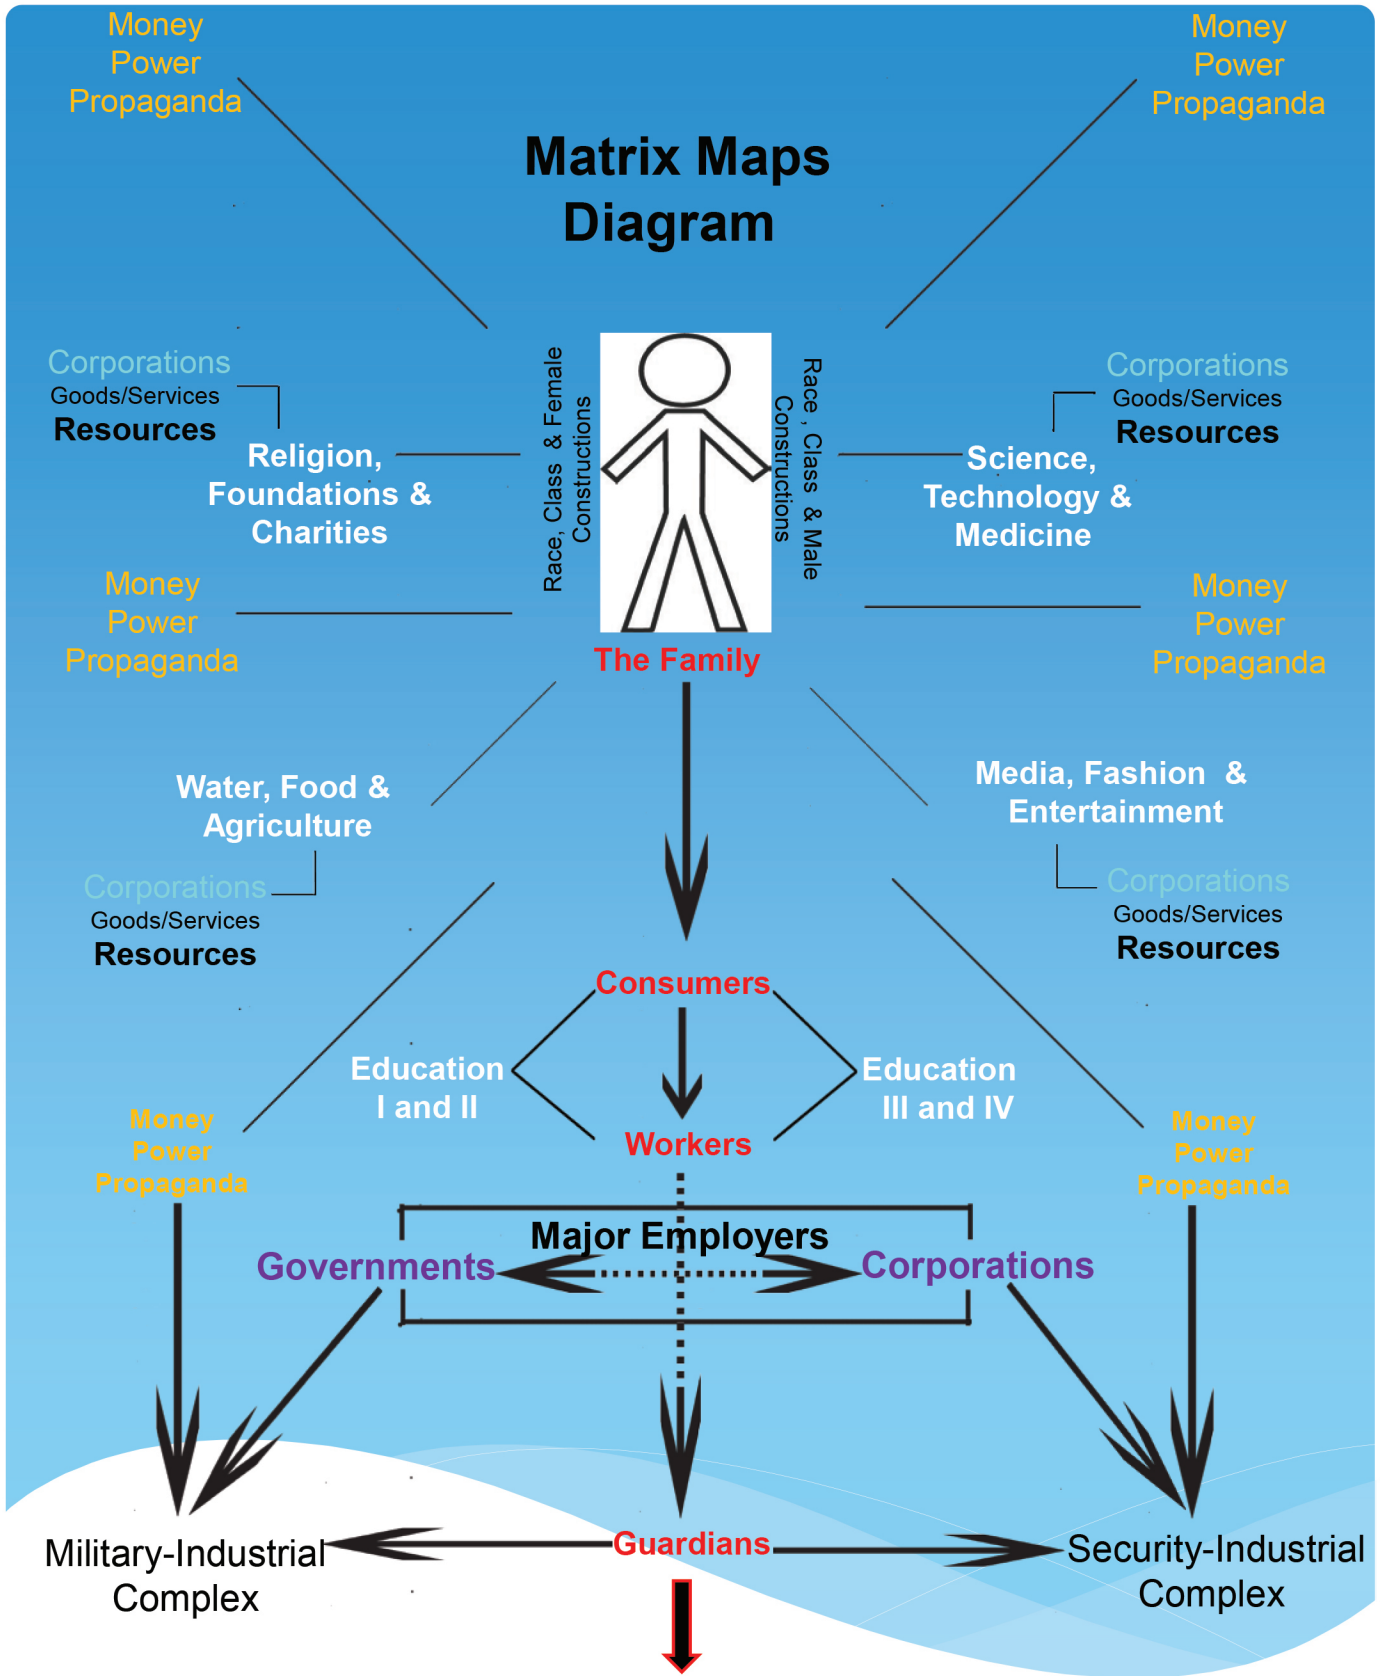 Money
Power
Propaganda
Money
Power
Propaganda
Matrix Maps
Diagram
Corporations
Goods/Services
Resources
Religion,
Foundations &
Charities
Race, Class & Female
Constructions
Race , Class & Male
Constructions
Corporations
Goods/Services
Resources
Science,
Technology &
Medicine
Money
Power
Propaganda
Money
Power
Propaganda
The Family
Water, Food &
Agriculture
Corporations
Goods/Services
Resources
Media, Fashion &
Entertainment
Corporations
Goods/Services
Resources
Consumers
Education
I and II
Education
III and IV
Workers
Money
Power
Propaganda
Money
Power
Propaganda
Major Employers
Governments
Corporations
Military-Industrial
Complex
Guardians
Security-Industrial
Complex